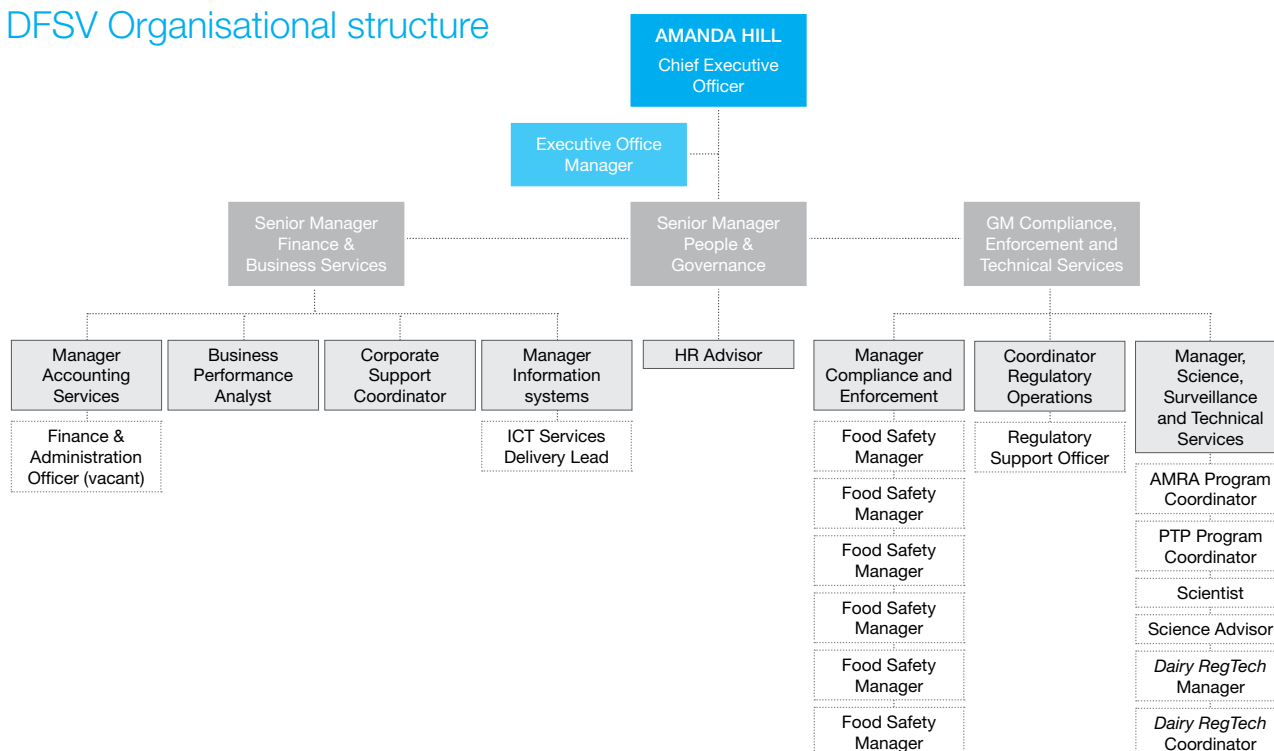 DFSV Organisational structure
AMANDA HILL
Chief Executive
Officer
Executive Office
Manager
Senior Manager
Finance &
Business Services
Senior Manager
People &
Governance
GM Compliance,
Enforcement and
Technical Services
Manager
Accounting
Services
Business
Performance
Analyst
Corporate
Support
Coordinator
Manager
Information
systems
HR Advisor
Manager
Compliance and
Enforcement
Coordinator
Regulatory
Operations
Manager,
Science,
Surveillance
and Technical
Services
Finance &
Administration
Officer (vacant)
ICT Services
Delivery Lead
Food Safety
Manager
Food Safety
Manager
Food Safety
Manager
Food Safety
Manager
Food Safety
Manager
Food Safety
Manager
Regulatory
Support Officer
AMRA Program
Coordinator
PTP Program
Coordinator
Scientist
Science Advisor
Dairy RegTech
Manager
Dairy RegTech
Coordinator